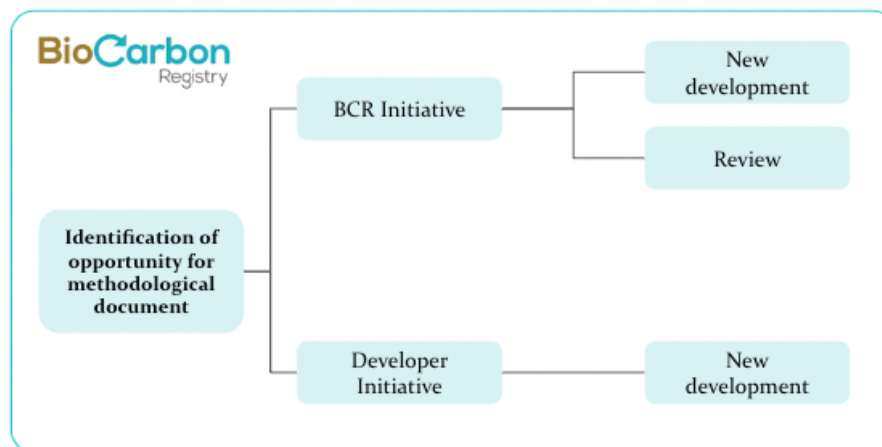 BioCarbon
Registry
New
development
BCR Initiative
Review
Identification of
opportunity for
methodological
document
Developer
Initiative
New
development